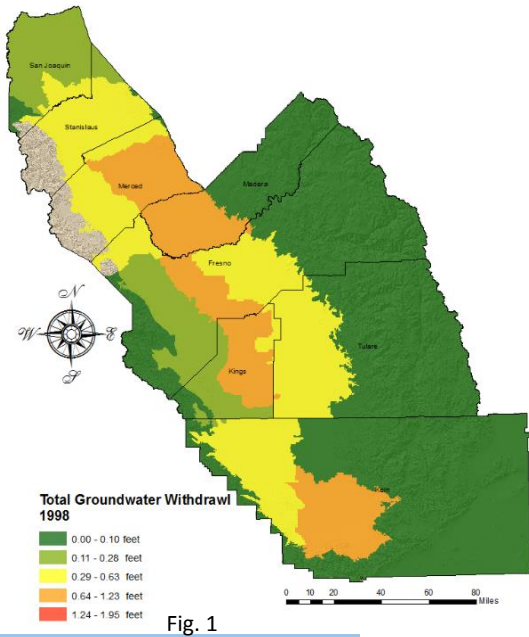 San Joaquin
Stanislaus
Merced
Madera
Fresno
N
W E
S
Tulare
Kings
Total Groundwater Withdrawl
1998
0.00 - 0.10 feet
0.11 - 0.28 feet
0.29 - 0.63 feet
0.64 - 1.23 feet
1.24 - 1.95 feet
0 10 20 40 60 80
Miles
Fig. 1